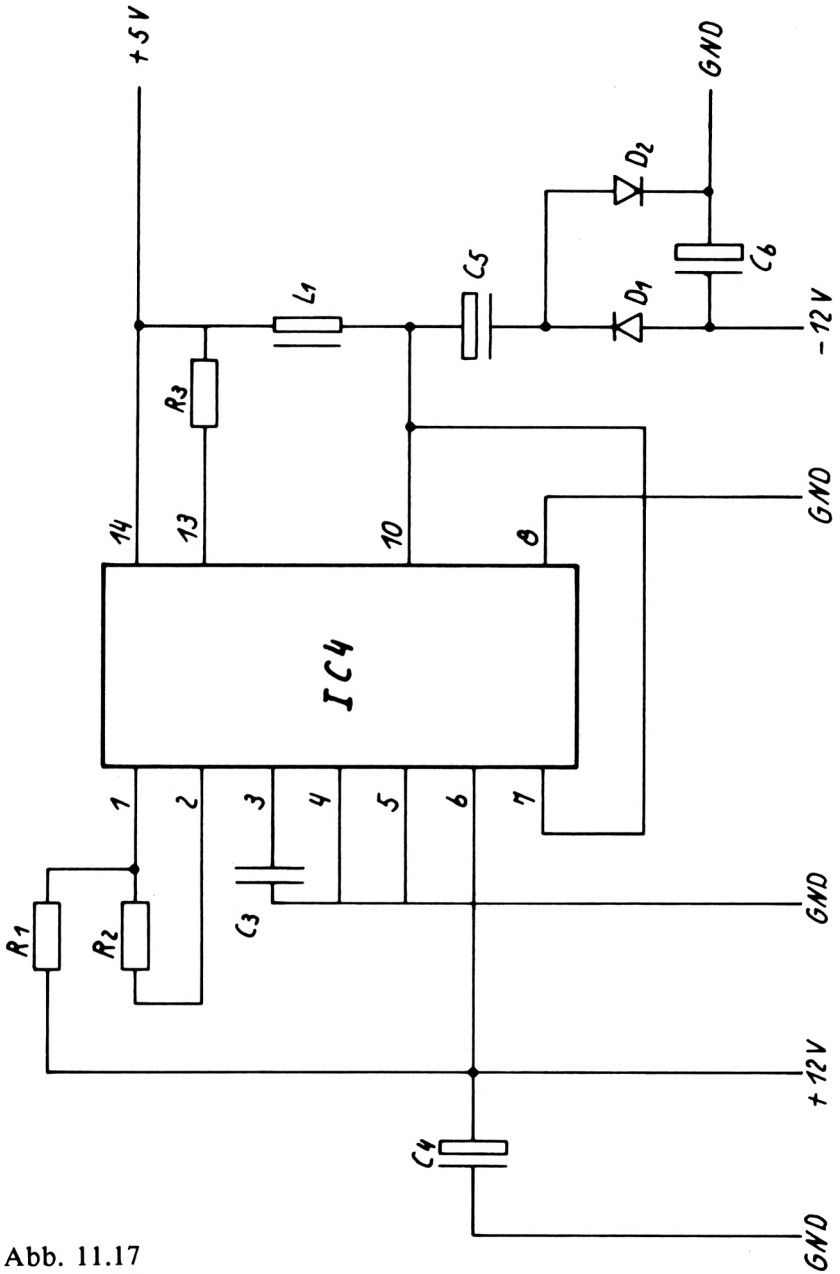 +5V
GND
-12V
GND
GND
+12V
GND
14
13
10
8
R3
L1
C5
D2
D1
C6
IC4
1
2
3
4
5
6
7
R1
R2
C3
C4
Abb. 11.17